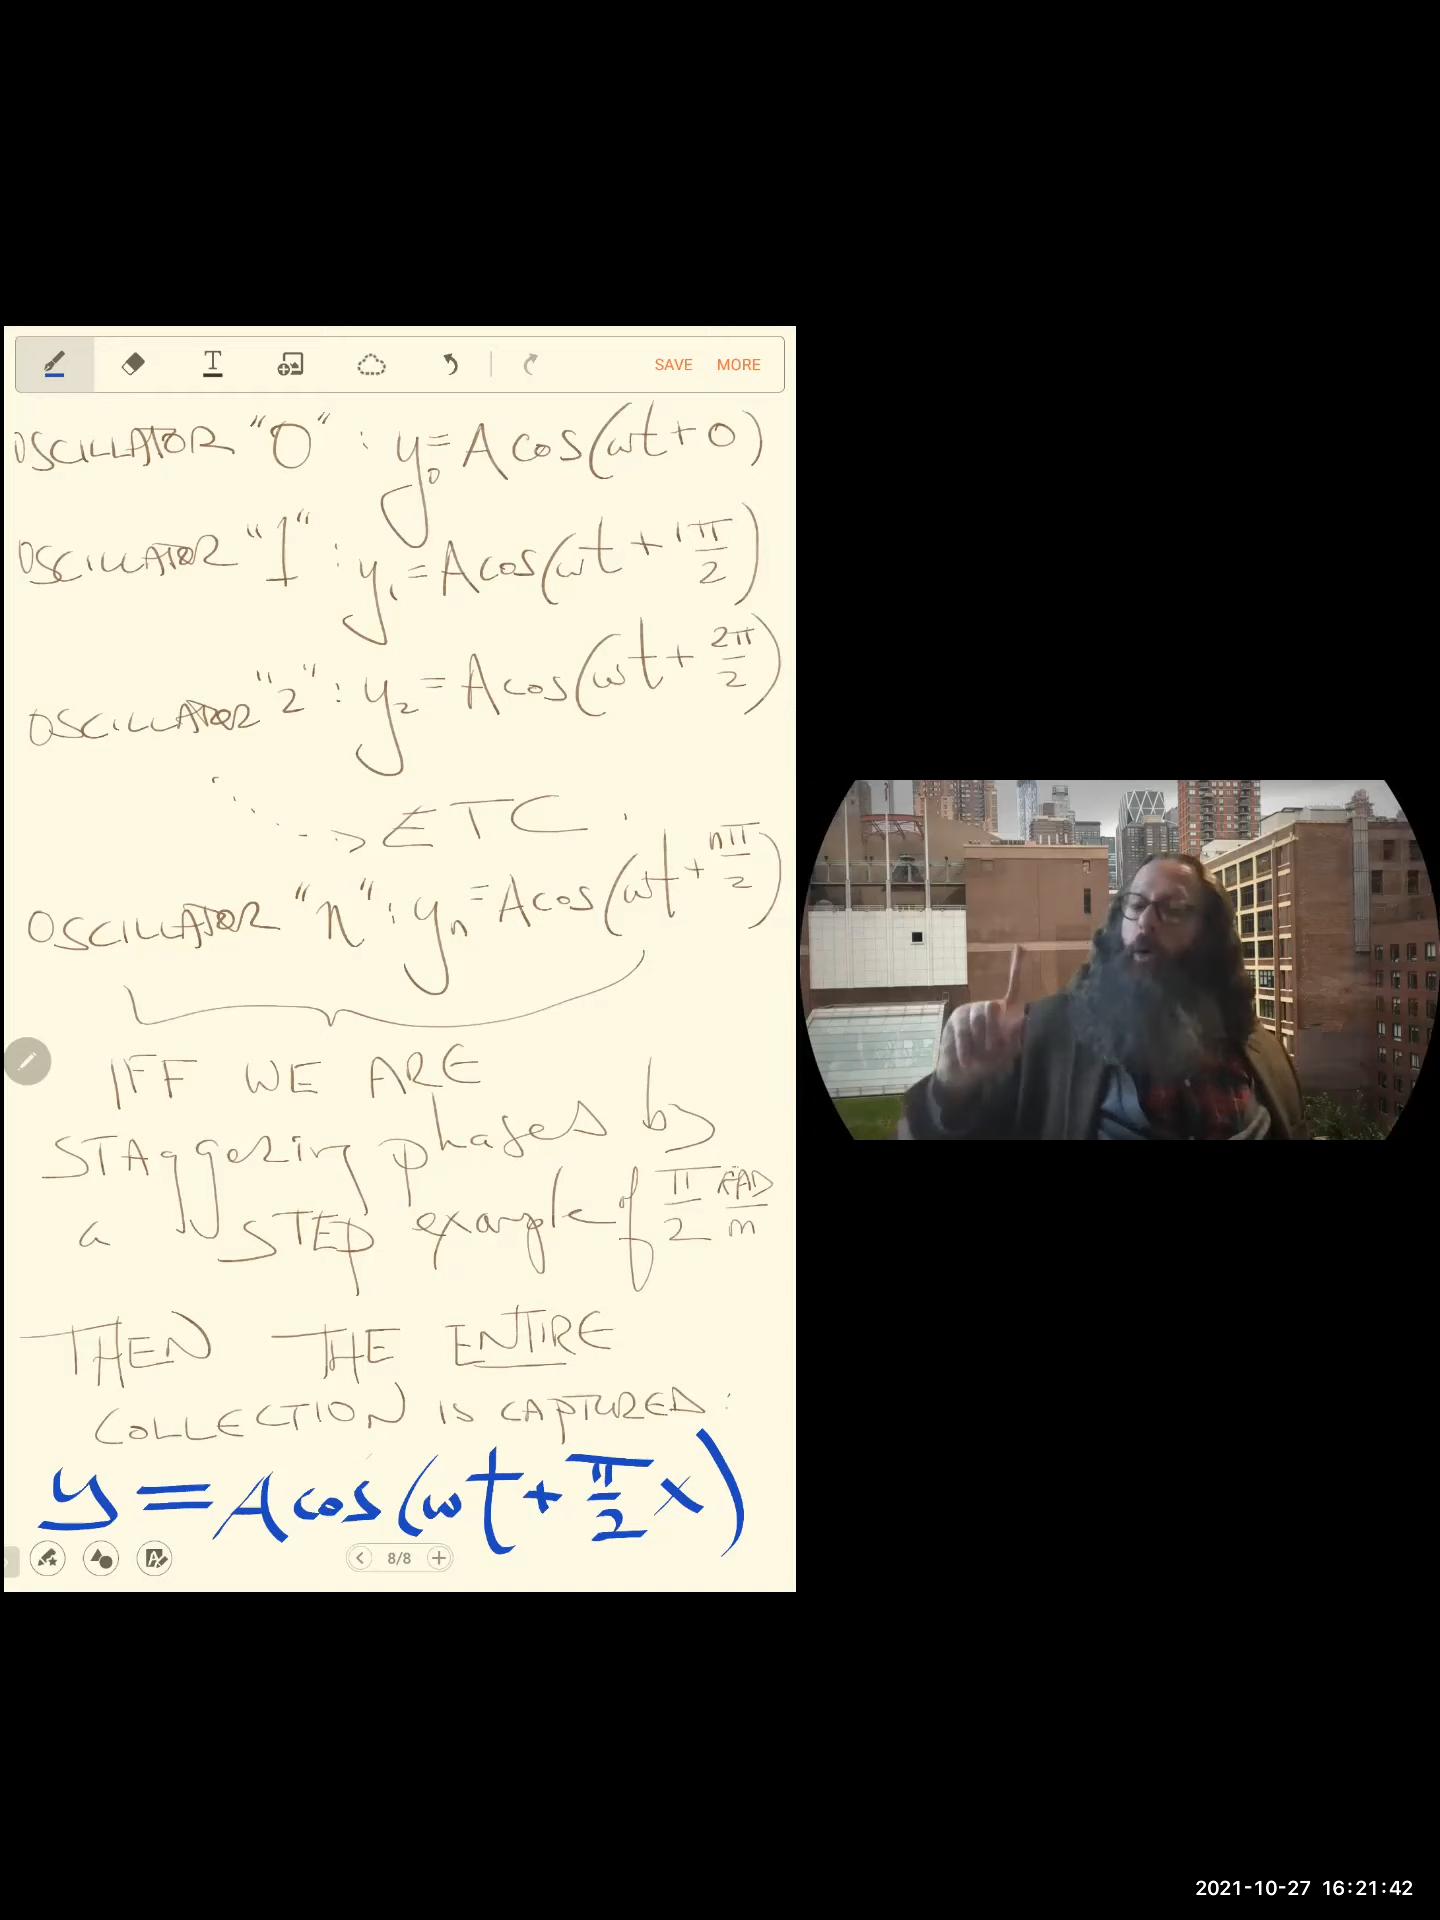 T SAVE MORE
OSCILLATOR "0" : y₀ = A cos(ωt + 0)
OSCILLATOR "1" : y₁ = A cos(ωt + 1π/2)
OSCILLATOR "2" : y₂ = A cos(ωt + 2π/2)
ETC.
OSCILLATOR "n" : yₙ = A cos(ωt + nπ/2)
IFF WE ARE
STAggering phases by
a STEP example of π/2 RAD/m
THEN THE ENTIRE
COLLECTION IS CAPTURED :
y = A cos(ωt + π/2 x)
8/8
2021-10-27 16:21:42